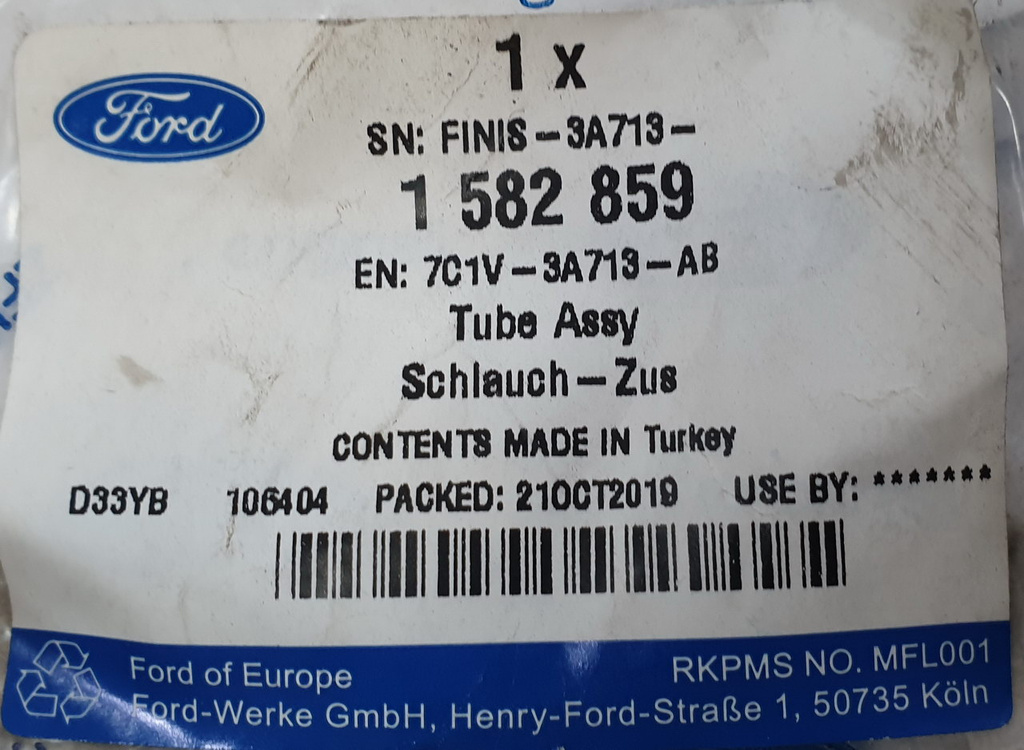 Ford
1 x
SN: FINIS-3A713-
1 582 859
EN: 7C1V-3A713-AB
Tube Assy
Schlauch-Zus
CONTENTS MADE IN Turkey
D33YB 106404 PACKED: 21OCT2019 USE BY: *******
Ford of Europe RKPMS NO. MFL001
Ford-Werke GmbH, Henry-Ford-Straße 1, 50735 Köln